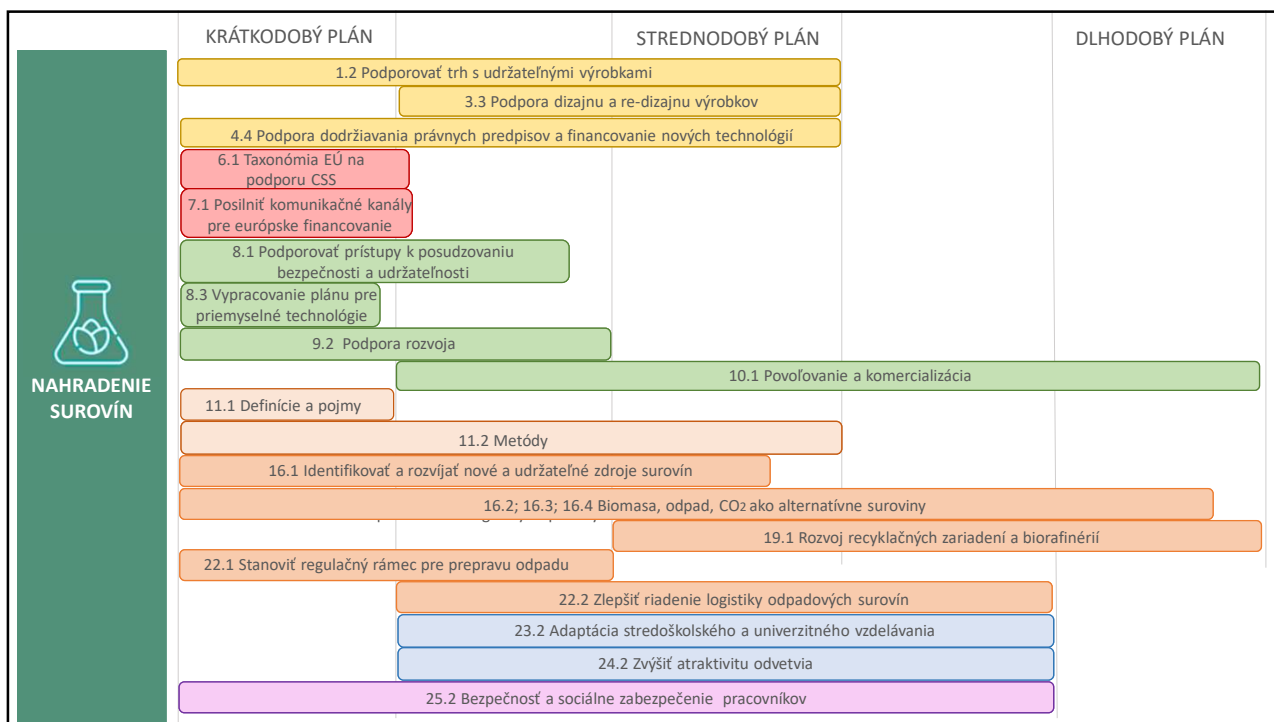 KRÁTKODOBÝ PLÁN
STREDNODOBÝ PLÁN
DLHODOBÝ PLÁN
1.2 Podporovať trh s udržateľnými výrobkami
3.3 Podpora dizajnu a re-dizajnu výrobkov
4.4 Podpora dodržiavania právnych predpisov a financovanie nových technológií
6.1 Taxonómia EÚ na
podporu CSS
7.1 Posilniť komunikačné kanály
pre európske financovanie
8.1 Podporovať prístupy k posudzovaniu
bezpečnosti a udržateľnosti
8.3 Vypracovanie plánu pre
priemyselné technológie
9.2 Podpora rozvoja
10.1 Povoľovanie a komercializácia
NAHRADENIE
SUROVÍN
11.1 Definície a pojmy
11.2 Metódy
16.1 Identifikovať a rozvíjať nové a udržateľné zdroje surovín
16.2; 16.3; 16.4 Biomasa, odpad, CO2 ako alternatívne suroviny
19.1 Rozvoj recyklačných zariadení a biorafinérií
22.1 Stanoviť regulačný rámec pre prepravu odpadu
22.2 Zlepšiť riadenie logistiky odpadových surovín
23.2 Adaptácia stredoškolského a univerzitného vzdelávania
24.2 Zvýšiť atraktivitu odvetvia
25.2 Bezpečnosť a sociálne zabezpečenie pracovníkov